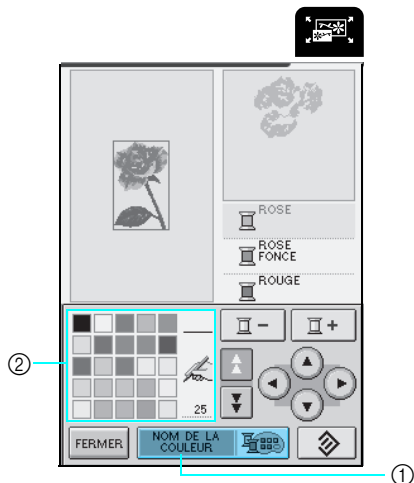 ROSE
ROSE
FONCE
ROUGE
−
+
②
25
FERMER
NOM DE LA
COULEUR
①